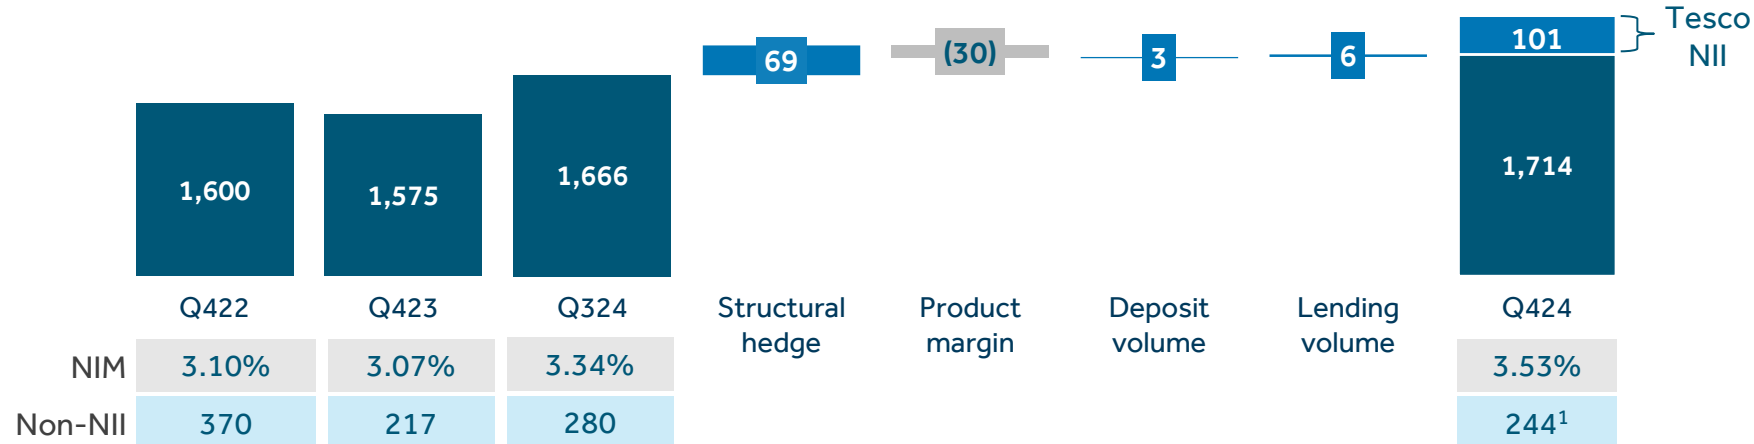 1,600
1,575
1,666
69
(30)
3
6
101
1,714
Tesco
NII
Q422
Q423
Q324
Structural
hedge
Product
margin
Deposit
volume
Lending
volume
Q424
NIM 3.10% 3.07% 3.34% 3.53%
Non-NII 370 217 280 244¹